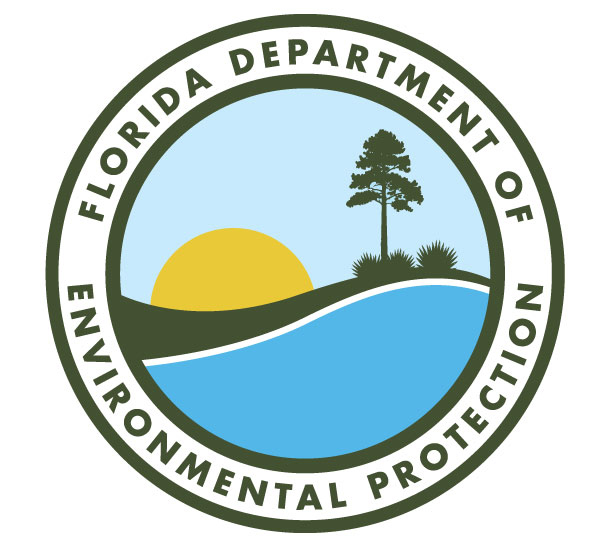 FLORIDA DEPARTMENT OF
ENVIRONMENTAL PROTECTION